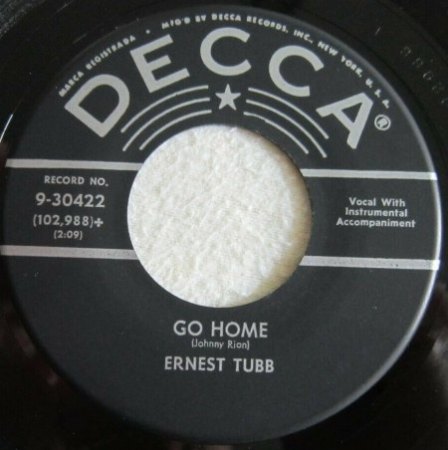 MARCA REGISTRADA • MFG'D BY DECCA RECORDS, INC., NEW YORK, U. S. A.
DECCA®
RECORD NO.
9-30422
(102,988)+
(2:09)
Vocal With
Instrumental
Accompaniment
GO HOME
(Johnny Rion)
ERNEST TUBB